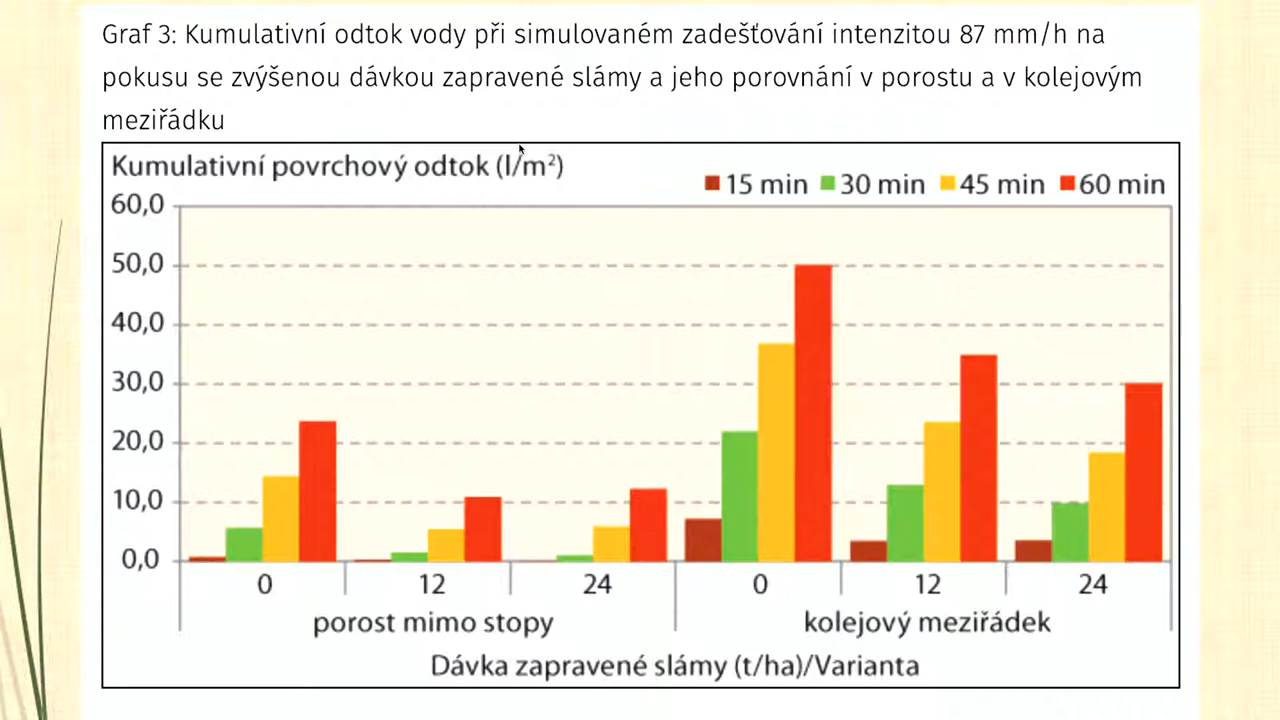 Graf 3: Kumulativní odtok vody při simulovaném zadešťování intenzitou 87 mm/h na
pokusu se zvýšenou dávkou zapravené slámy a jeho porovnání v porostu a v kolejovým
meziřádku
Kumulativní povrchový odtok (l/m²)
15 min 30 min 45 min 60 min
60,0
50,0
40,0
30,0
20,0
10,0
0,0
0 12 24 0 12 24
porost mimo stopy kolejový meziřádek
Dávka zapravené slámy (t/ha)/Varianta